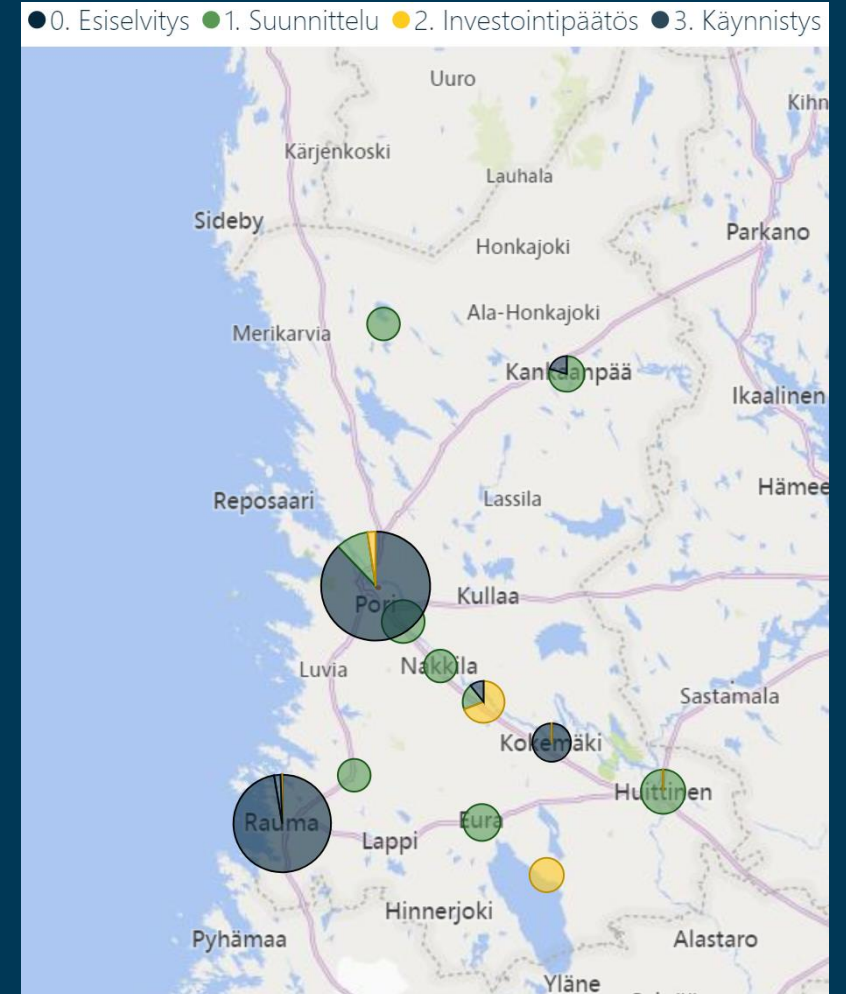 0. Esiselvitys 1. Suunnittelu 2. Investointipäätös 3. Käynnistys
Uuro
Kihn
Kärjenkoski
Lauhala
Sideby
Parkano
Honkajoki
Ala-Honkajoki
Merikarvia
Kankaanpää
Ikaalinen
Hämee
Reposaari
Lassila
Kullaa
Pori
Luvia
Nakkila
Sastamala
Kokemäki
Huittinen
Rauma
Eura
Lappi
Hinnerjoki
Pyhämaa
Alastaro
Yläne